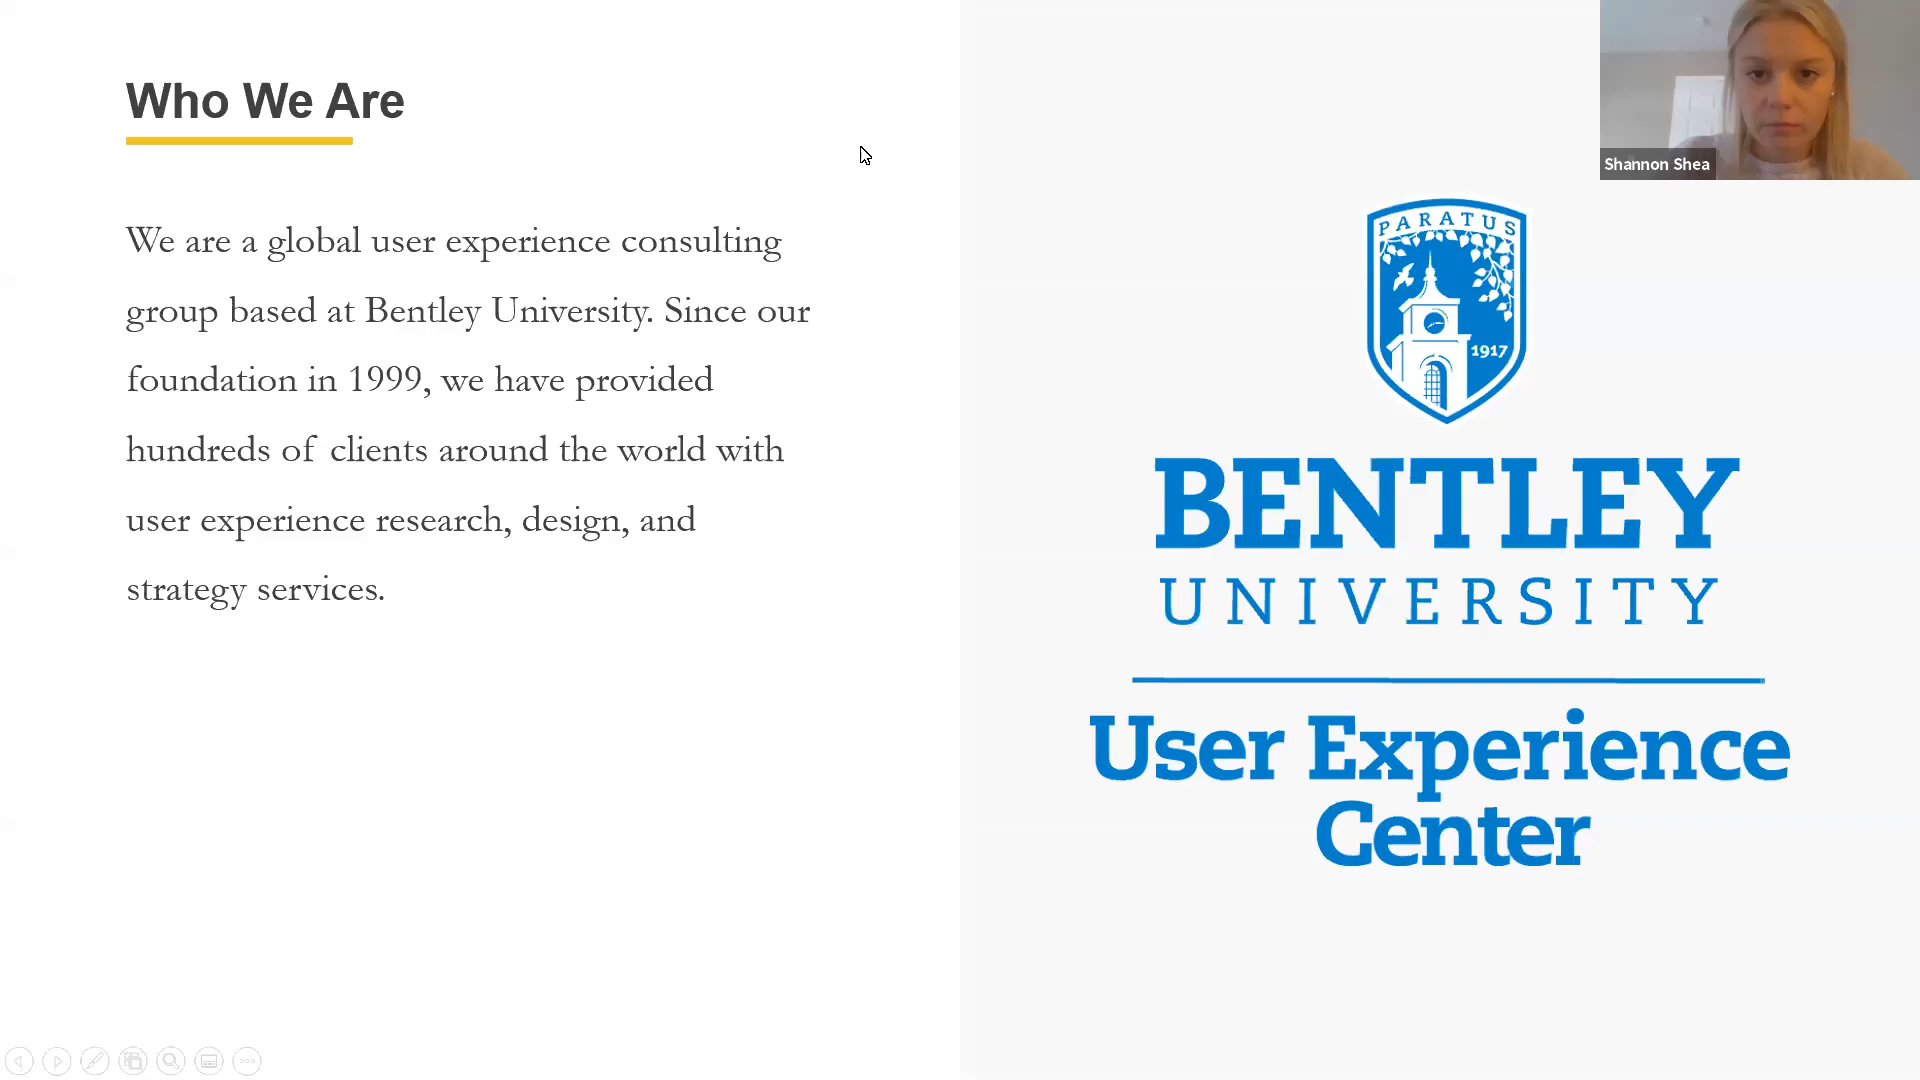 Who We Are
We are a global user experience consulting
group based at Bentley University. Since our
foundation in 1999, we have provided
hundreds of clients around the world with
user experience research, design, and
strategy services.
Shannon Shea
PARATUS
1917
BENTLEY
UNIVERSITY
User Experience
Center